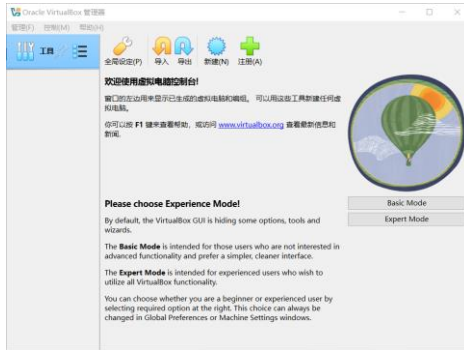 Oracle VirtualBox 管理器
管理(F) 控制(M) 帮助(H)
工具
全局设定(P) 导入 导出 新建(N) 注册(A)
欢迎使用虚拟电脑控制台!
窗口的左边用来显示已生成的虚拟电脑和编组。 可以用这些工具新建任何虚
拟电脑。
你可以按 F1 键来查看帮助，或访问 www.virtualbox.org 查看最新信息和
新闻.
Please choose Experience Mode!
By default, the VirtualBox GUI is hiding some options, tools and
wizards.
The Basic Mode is intended for those users who are not interested in
advanced functionality and prefer a simpler, cleaner interface.
The Expert Mode is intended for experienced users who wish to
utilize all VirtualBox functionality.
You can choose whether you are a beginner or experienced user by
selecting required option at the right. This choice can always be
changed in Global Preferences or Machine Settings windows.
Basic Mode
Expert Mode